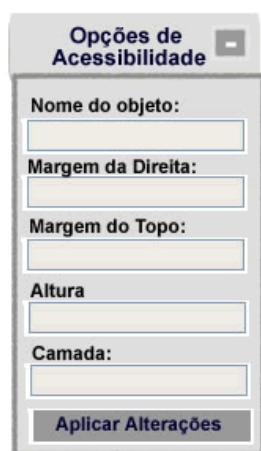 Opções de
Acessibilidade
Nome do objeto:
Margem da Direita:
Margem do Topo:
Altura
Camada:
Aplicar Alterações